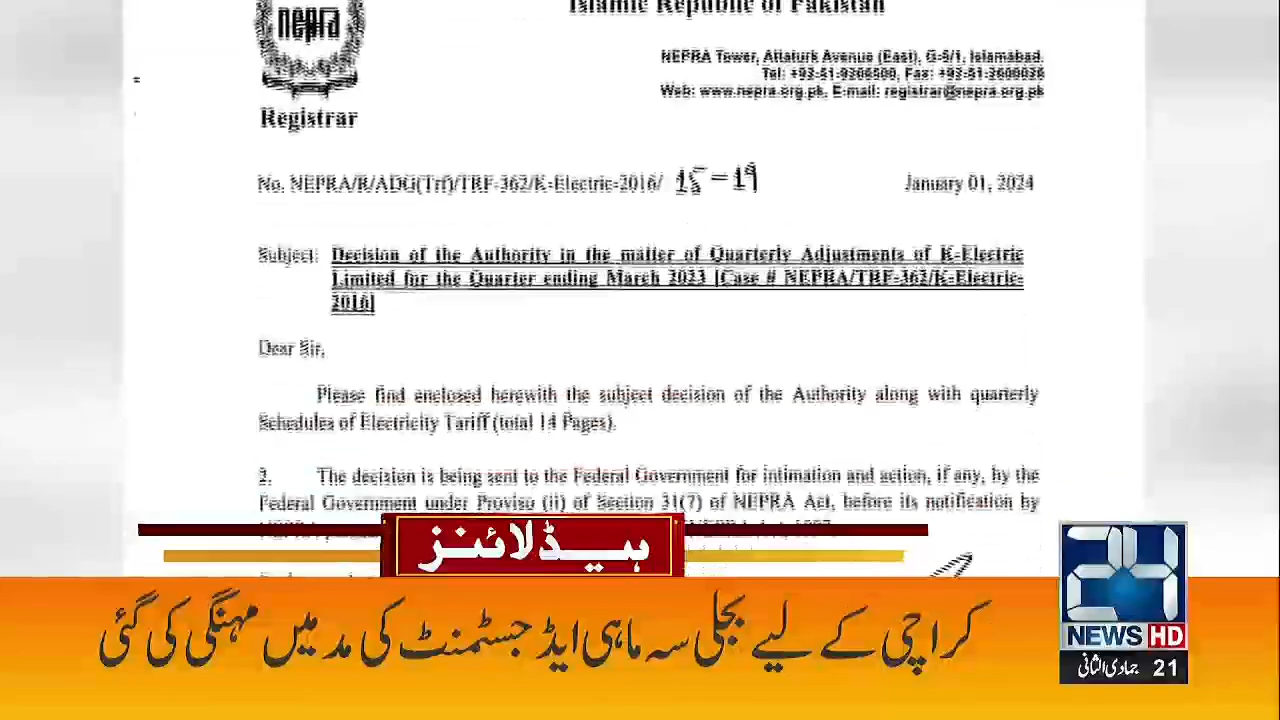 nepra
Islamic Republic of Pakistan
NEPRA Tower, Attaturk Avenue (East), G-5/1, Islamabad.
Tel: +92-51-9206500, Fax: +92-51-2600026
Web: www.nepra.org.pk, E-mail: registrar@nepra.org.pk
Registrar
No. NEPRA/R/ADG(Trf)/TRF-362/K-Electric-2016/ 15-19
January 01, 2024
Subject: Decision of the Authority in the matter of Quarterly Adjustments of K-Electric
Limited for the Quarter ending March 2023 [Case # NEPRA/TRF-362/K-Electric-
2016]
Dear Sir,
Please find enclosed herewith the subject decision of the Authority along with quarterly
Schedules of Electricity Tariff (total 14 Pages).
2. The decision is being sent to the Federal Government for intimation and action, if any, by the
Federal Government under Proviso (ii) of Section 31(7) of NEPRA Act, before its notification by
ہیڈلائنز
کراچی کے لیے بجلی سہ ماہی ایڈجسٹمنٹ کی مد میں مہنگی کی گئی
24
NEWS HD
21 جمادی الثانی